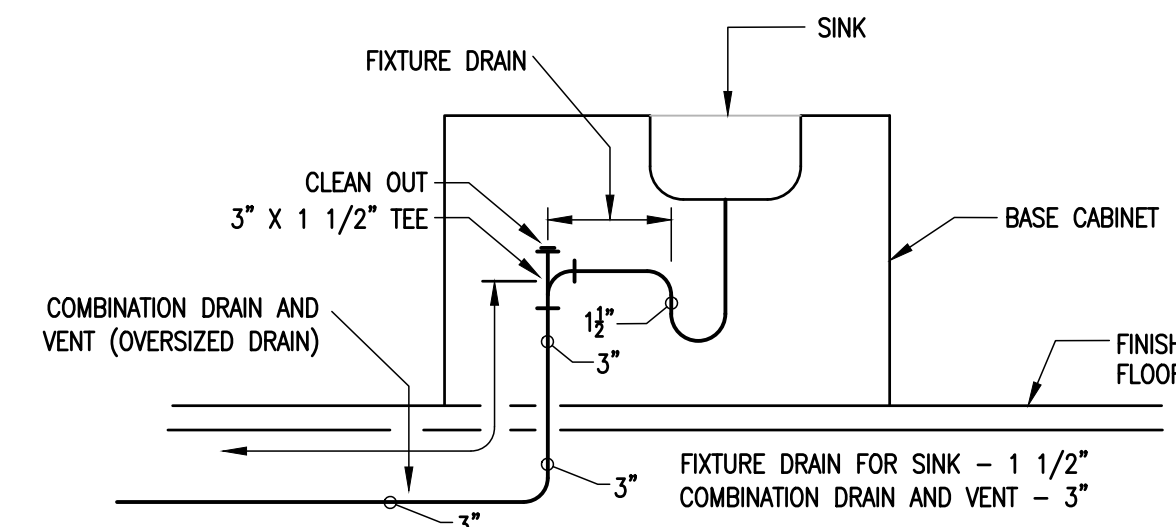 SINK
FIXTURE DRAIN
CLEAN OUT
3" X 1 1/2" TEE
BASE CABINET
COMBINATION DRAIN AND
VENT (OVERSIZED DRAIN)
1½"
3"
FINISH
FLOOR
FIXTURE DRAIN FOR SINK - 1 1/2"
COMBINATION DRAIN AND VENT - 3"
3"
3"